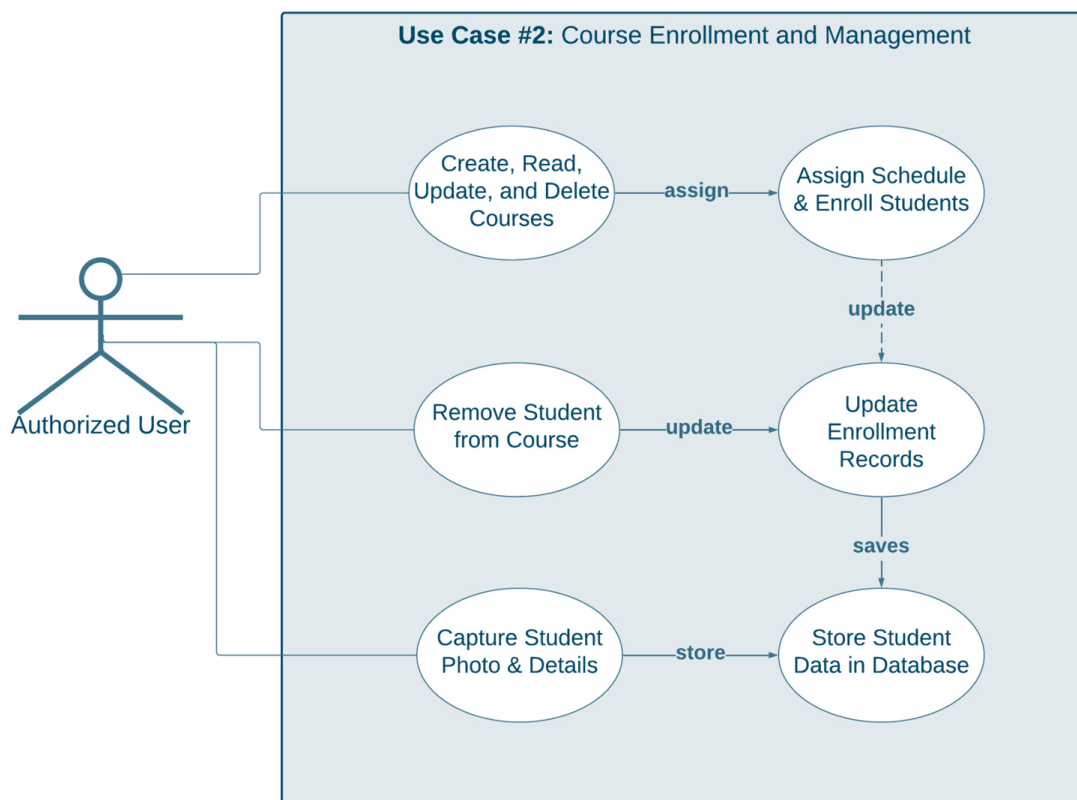 Use Case #2: Course Enrollment and Management
Create, Read,
Update, and Delete
Courses
assign
Assign Schedule
& Enroll Students
update
Authorized User
Remove Student
from Course
update
Update
Enrollment
Records
saves
Capture Student
Photo & Details
store
Store Student
Data in Database